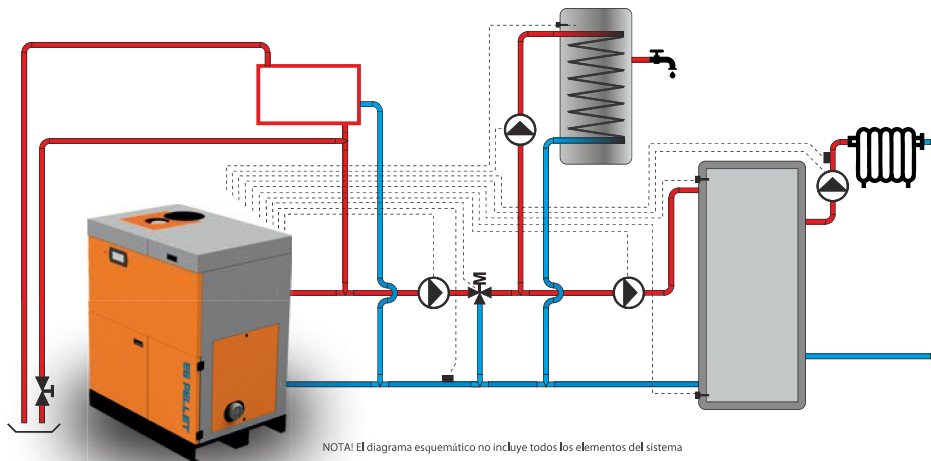 M
EG PELLET
NOTA! El diagrama esquemático no incluye todos los elementos del sistema